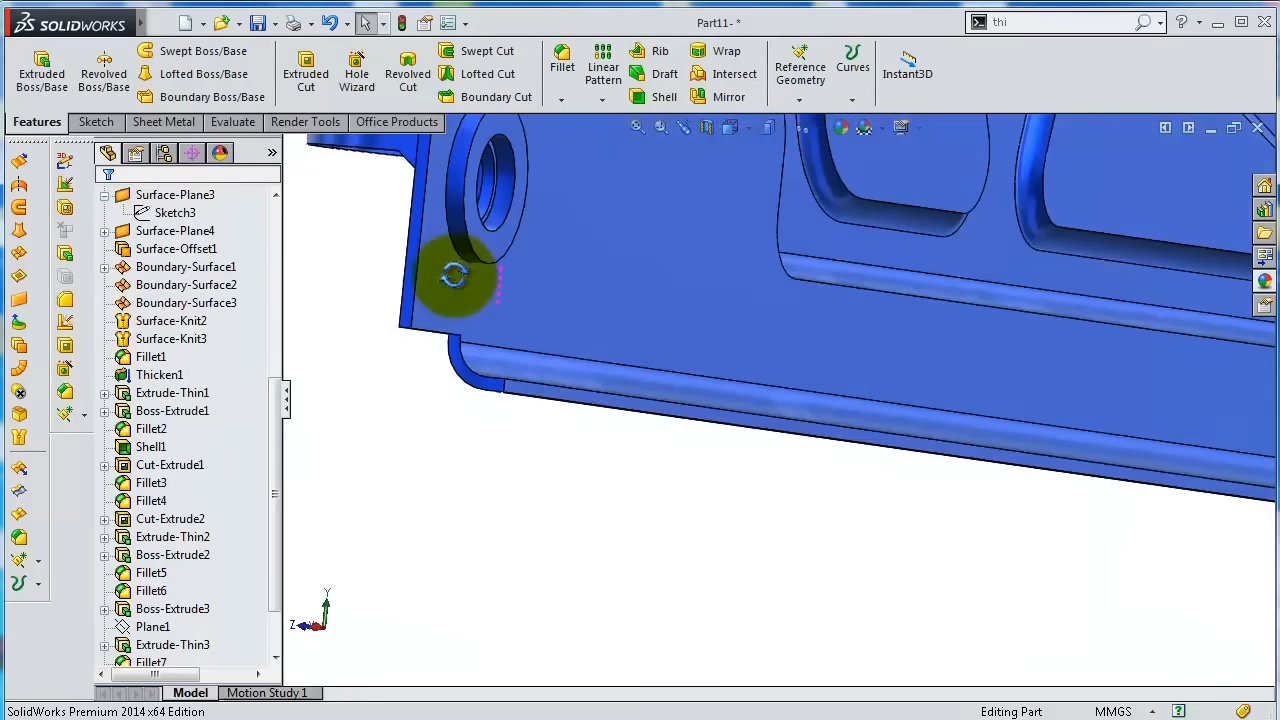 SOLIDWORKS
Part11- *
thi
Extruded Boss/Base
Revolved Boss/Base
Swept Boss/Base
Lofted Boss/Base
Boundary Boss/Base
Extruded Cut
Hole Wizard
Revolved Cut
Swept Cut
Lofted Cut
Boundary Cut
Fillet
Linear Pattern
Rib
Draft
Shell
Wrap
Intersect
Mirror
Reference Geometry
Curves
Instant3D
Features
Sketch
Sheet Metal
Evaluate
Render Tools
Office Products
Surface-Plane3
Sketch3
Surface-Plane4
Surface-Offset1
Boundary-Surface1
Boundary-Surface2
Boundary-Surface3
Surface-Knit2
Surface-Knit3
Fillet1
Thicken1
Extrude-Thin1
Boss-Extrude1
Fillet2
Shell1
Cut-Extrude1
Fillet3
Fillet4
Cut-Extrude2
Extrude-Thin2
Boss-Extrude2
Fillet5
Fillet6
Boss-Extrude3
Plane1
Extrude-Thin3
Fillet7
Y
Z
Model
Motion Study 1
SolidWorks Premium 2014 x64 Edition
Editing Part
MMGS